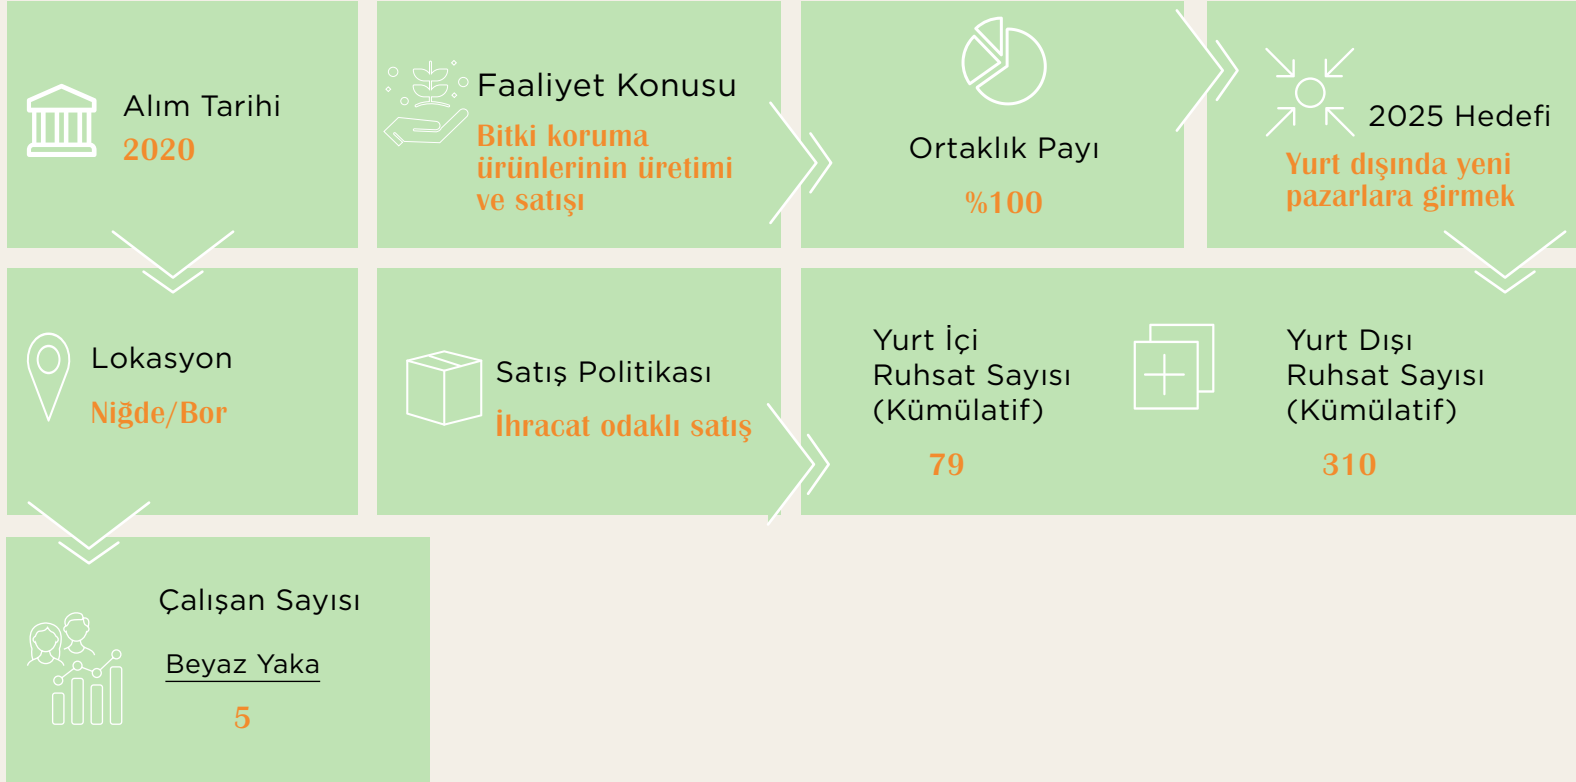 Alım Tarihi
2020
Faaliyet Konusu
Bitki koruma
ürünlerinin üretimi
ve satışı
Ortaklık Payı
%100
2025 Hedefi
Yurt dışında yeni
pazarlara girmek
Lokasyon
Niğde/Bor
Satış Politikası
İhracat odaklı satış
Yurt İçi
Ruhsat Sayısı
(Kümülatif)
79
Yurt Dışı
Ruhsat Sayısı
(Kümülatif)
310
Çalışan Sayısı
Beyaz Yaka
5